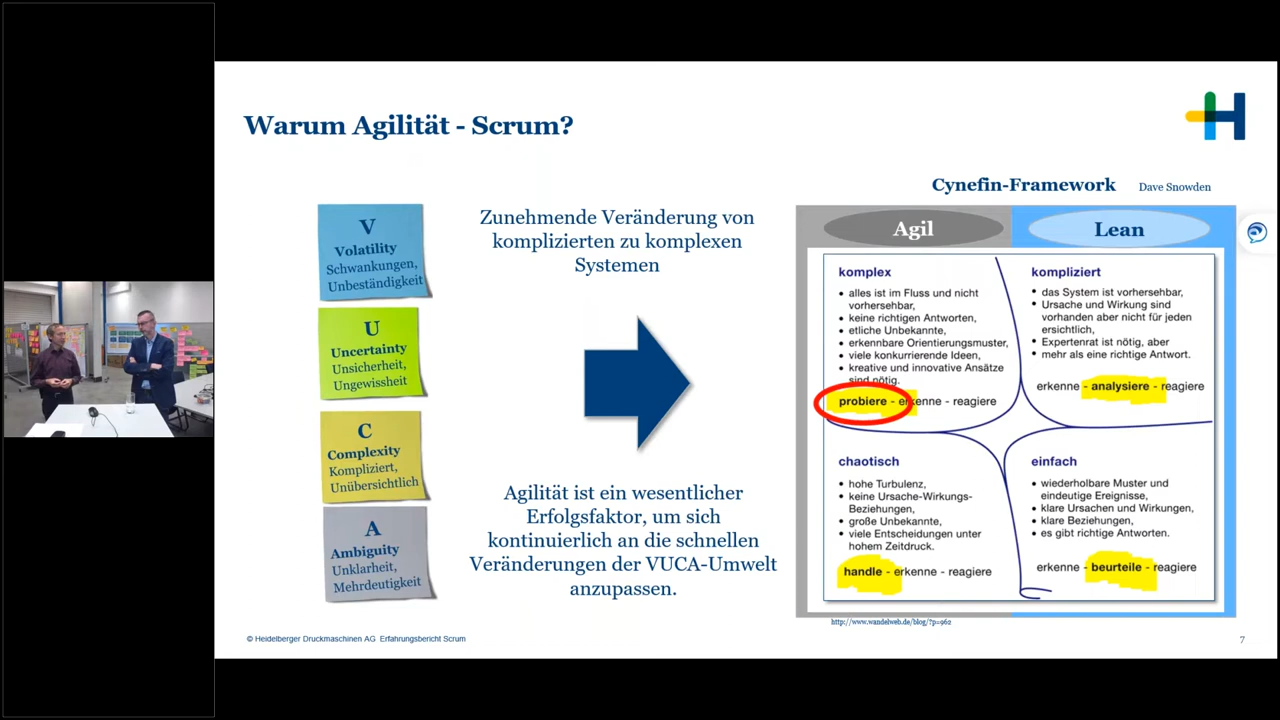 Warum Agilität - Scrum?
Cynefin-Framework Dave Snowden
V
Volatility
Schwankungen,
Unbeständigkeit
U
Uncertainty
Unsicherheit,
Ungewissheit
C
Complexity
Kompliziert,
Unübersichtlich
A
Ambiguity
Unklarheit,
Mehrdeutigkeit
Zunehmende Veränderung von
komplizierten zu komplexen
Systemen
Agilität ist ein wesentlicher
Erfolgsfaktor, um sich
kontinuierlich an die schnellen
Veränderungen der VUCA-Umwelt
anzupassen.
Agil
Lean
komplex
• alles ist im Fluss und nicht
vorhersehbar,
• keine richtigen Antworten,
• etliche Unbekannte,
• erkennbare Orientierungsmuster,
• viele konkurrierende Ideen,
• kreative und innovative Ansätze
sind nötig.
probiere - erkenne - reagiere
kompliziert
• das System ist vorhersehbar,
• Ursache und Wirkung sind
vorhanden aber nicht für jeden
ersichtlich,
• Expertenrat ist nötig, aber
• mehr als eine richtige Antwort.
erkenne - analysiere - reagiere
chaotisch
• hohe Turbulenz,
• keine Ursache-Wirkungs-
Beziehungen,
• große Unbekannte,
• viele Entscheidungen unter
hohem Zeitdruck.
handle - erkenne - reagiere
einfach
• wiederholbare Muster und
eindeutige Ereignisse,
• klare Ursachen und Wirkungen,
• klare Beziehungen,
• es gibt richtige Antworten.
erkenne - beurteile - reagiere
http://www.wandelweb.de/blog/?p=962
© Heidelberger Druckmaschinen AG Erfahrungsbericht Scrum
7